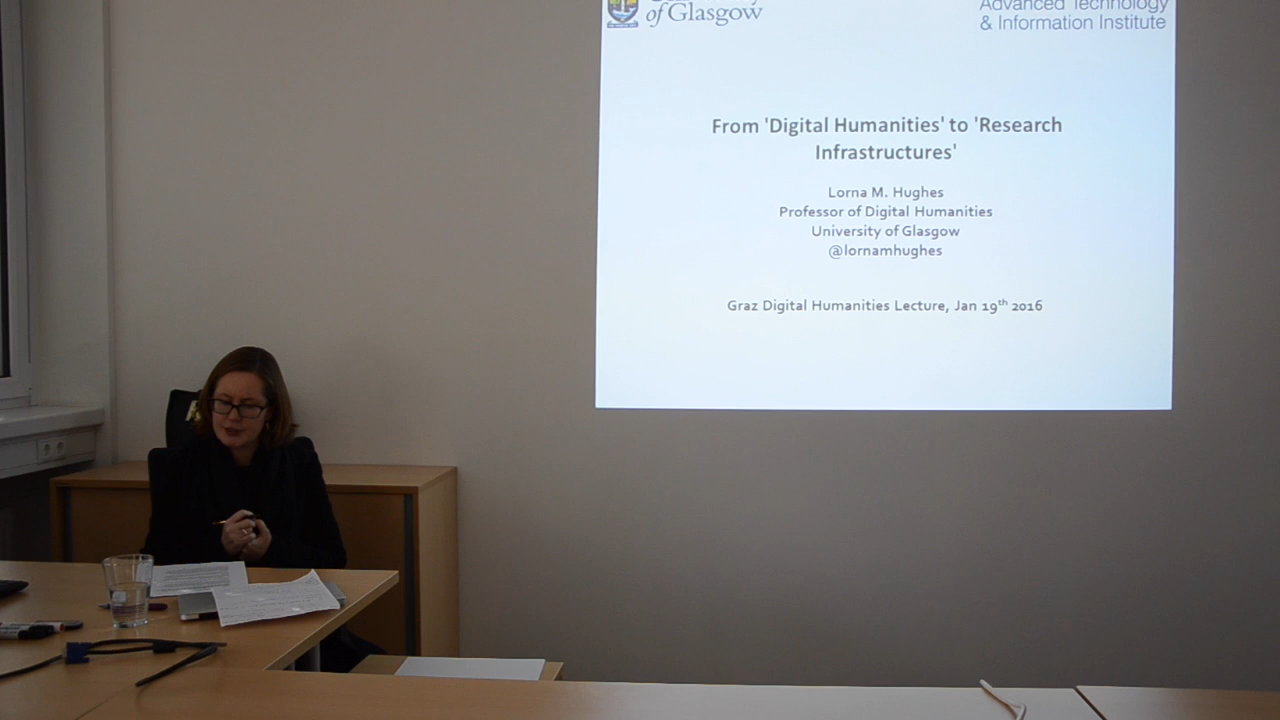 of Glasgow
Advanced Technology
& Information Institute
From 'Digital Humanities' to 'Research
Infrastructures'
Lorna M. Hughes
Professor of Digital Humanities
University of Glasgow
@lornamhughes
Graz Digital Humanities Lecture, Jan 19th 2016